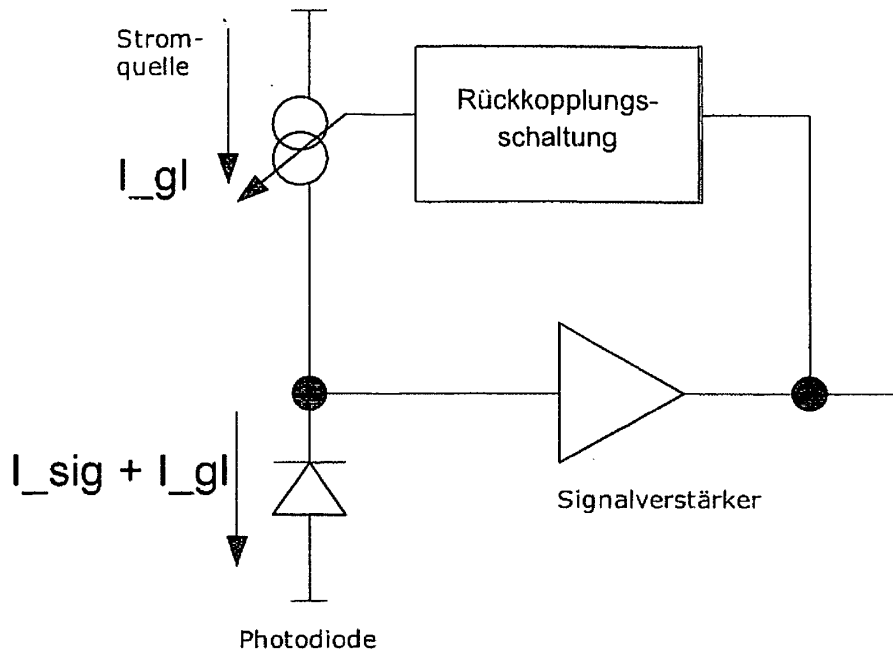 Strom-
quelle
I_gl
Rückkopplungs-
schaltung
I_sig + I_gl
Signalverstärker
Photodiode